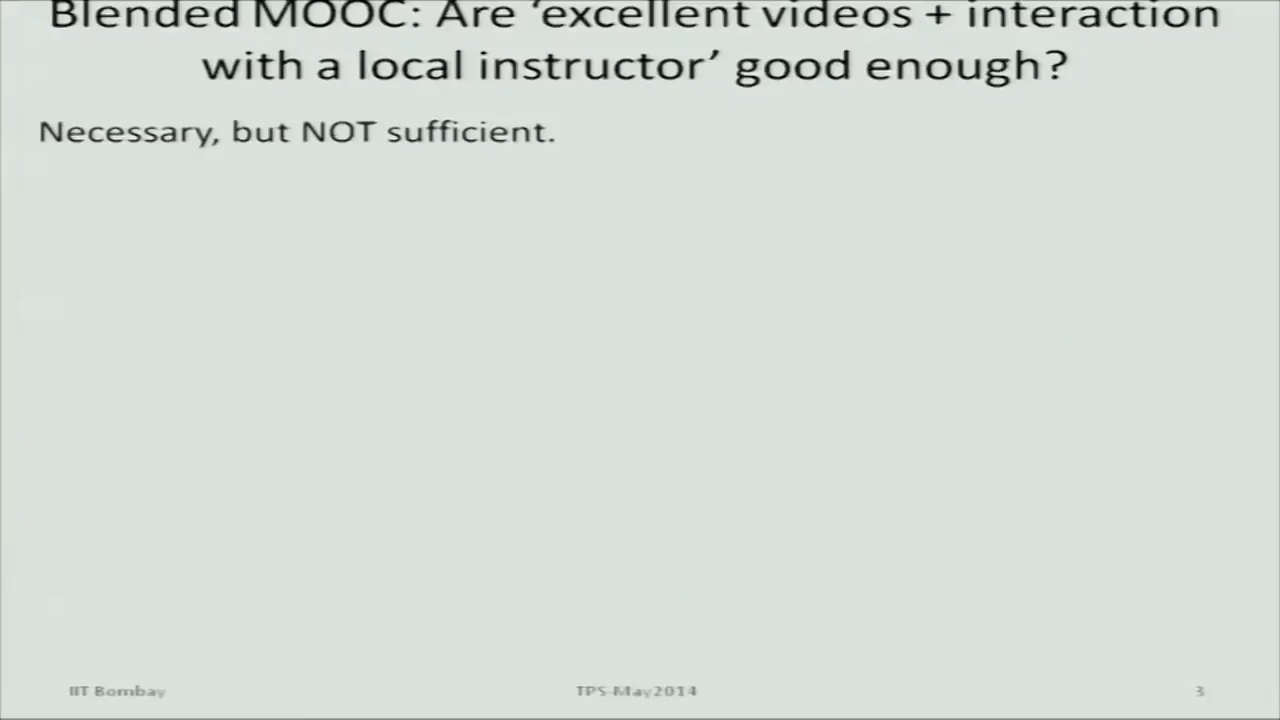 Blended MOOC: Are ‘excellent videos + interaction
with a local instructor’ good enough?
Necessary, but NOT sufficient.
IIT Bombay
TPS-May2014
3